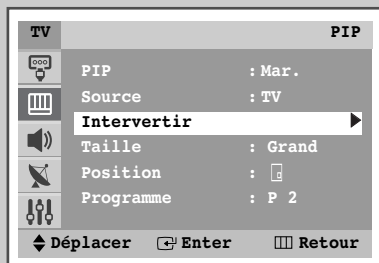 TV PIP
PIP : Mar.
Source : TV
Intervertir
Taille : Grand
Position :
Programme : P 2
Déplacer Enter Retour